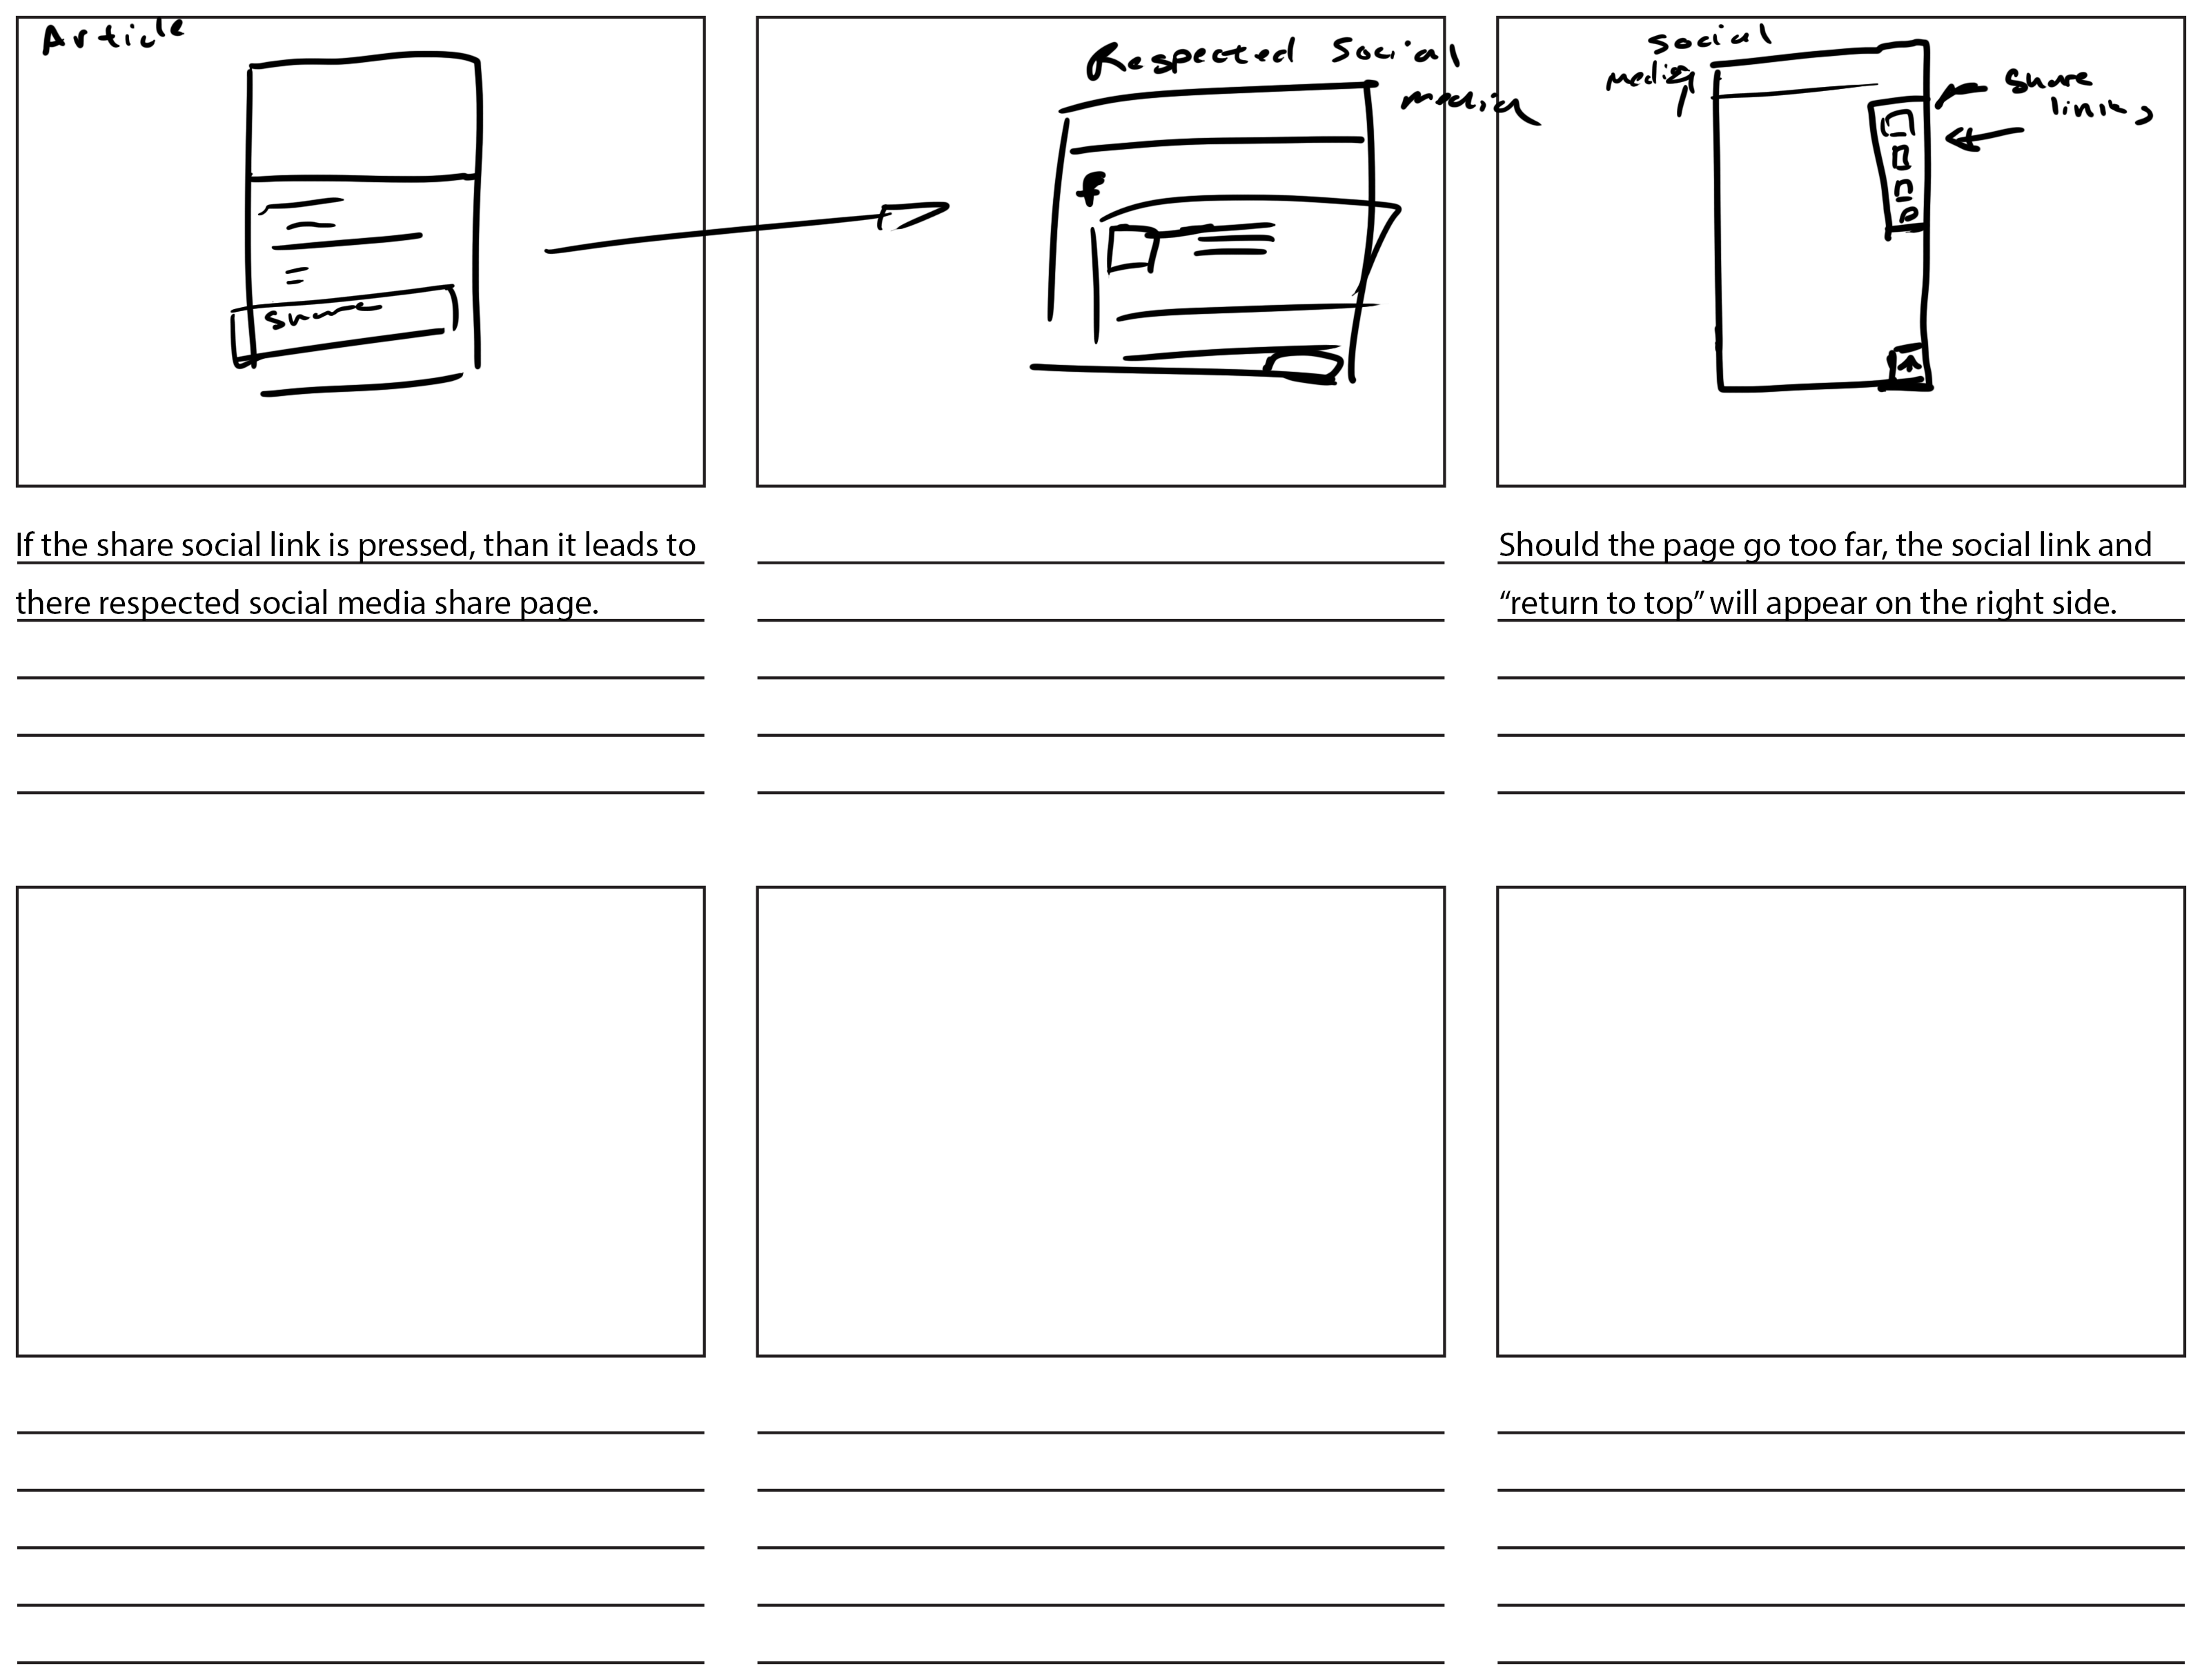 Article
Share
Respected Social
media
f
Social
media
share
links
If the share social link is pressed, than it leads to
there respected social media share page.
Should the page go too far, the social link and
“return to top” will appear on the right side.